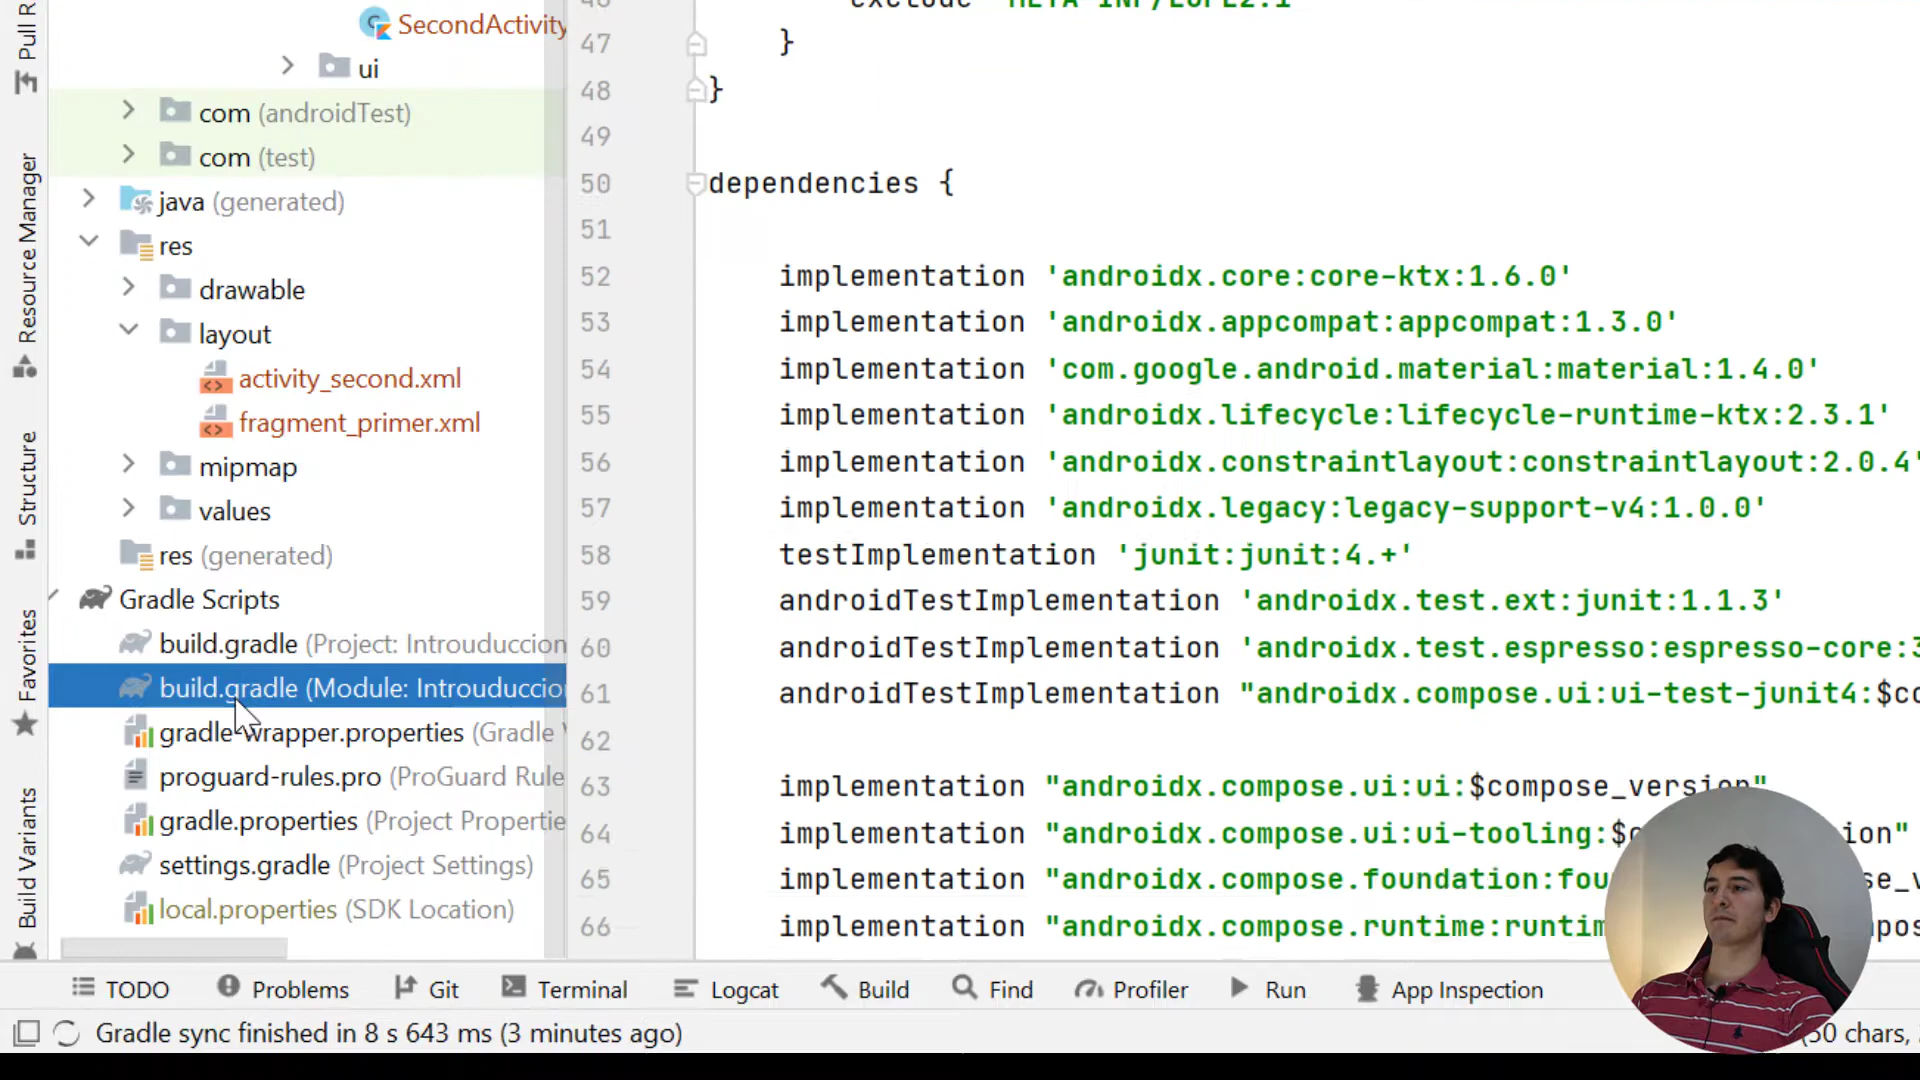 Pull R
Resource Manager
Structure
Favorites
Build Variants
SecondActivity
ui
com (androidTest)
com (test)
java (generated)
res
drawable
layout
activity_second.xml
fragment_primer.xml
mipmap
values
res (generated)
Gradle Scripts
build.gradle (Project: Introuduccion
build.gradle (Module: Introuduccio
gradle-wrapper.properties (Gradle
proguard-rules.pro (ProGuard Rule
gradle.properties (Project Propertie
settings.gradle (Project Settings)
local.properties (SDK Location)
47 }
48 }
49
50 dependencies {
51
52 implementation 'androidx.core:core-ktx:1.6.0'
53 implementation 'androidx.appcompat:appcompat:1.3.0'
54 implementation 'com.google.android.material:material:1.4.0'
55 implementation 'androidx.lifecycle:lifecycle-runtime-ktx:2.3.1'
56 implementation 'androidx.constraintlayout:constraintlayout:2.0.4'
57 implementation 'androidx.legacy:legacy-support-v4:1.0.0'
58 testImplementation 'junit:junit:4.+'
59 androidTestImplementation 'androidx.test.ext:junit:1.1.3'
60 androidTestImplementation 'androidx.test.espresso:espresso-core:3
61 androidTestImplementation "androidx.compose.ui:ui-test-junit4:$co
62
63 implementation "androidx.compose.ui:ui:$compose_version"
64 implementation "androidx.compose.ui:ui-tooling:$c ion"
65 implementation "androidx.compose.foundation:fou se_v
66 implementation "androidx.compose.runtime:runtim pos
TODO Problems Git Terminal Logcat Build Find Profiler Run App Inspection
Gradle sync finished in 8 s 643 ms (3 minutes ago) (50 chars,